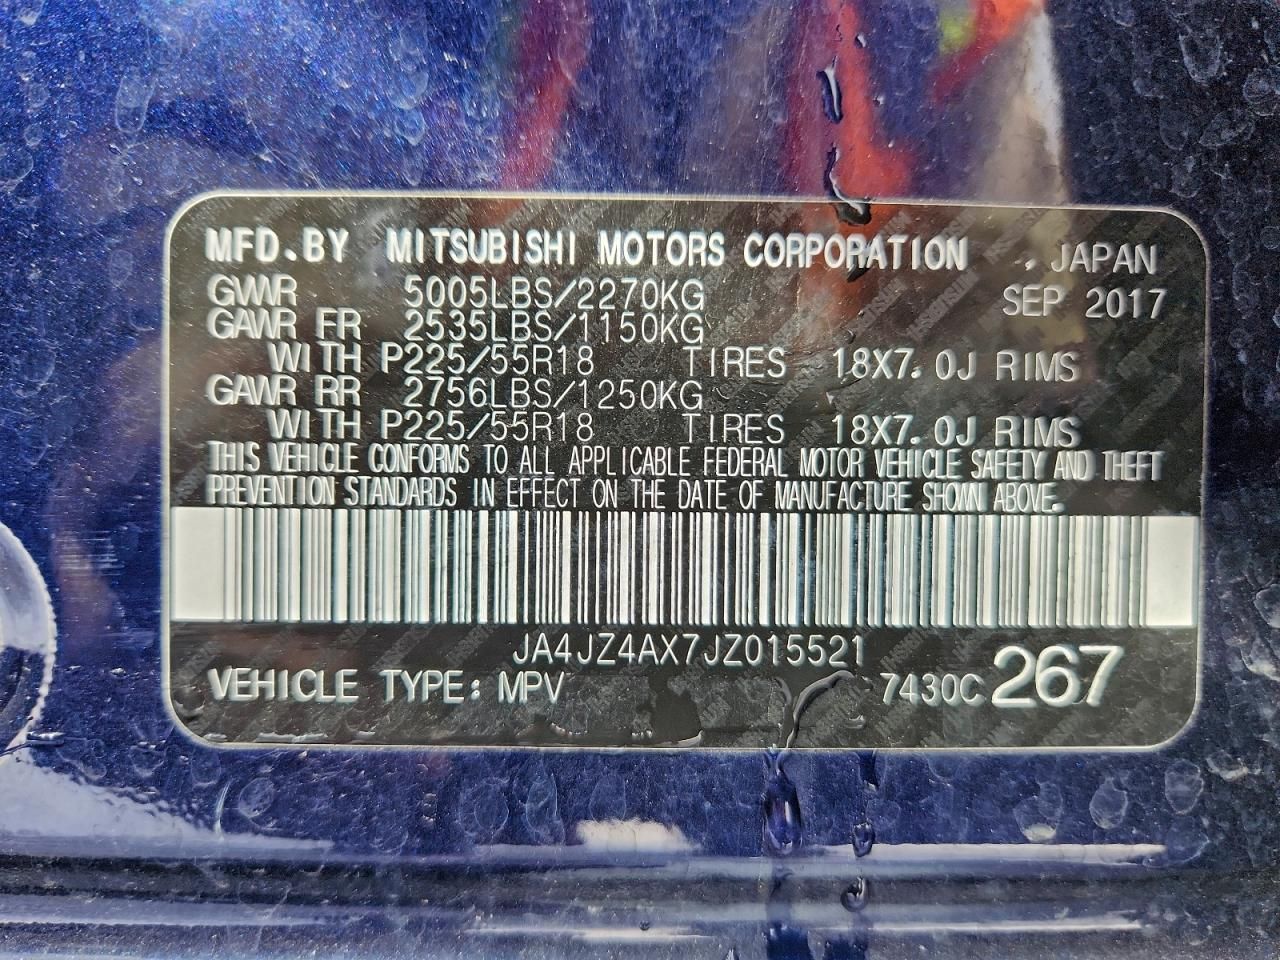 MFD. BY MITSUBISHI MOTORS CORPORATION , JAPAN
GVWR 5005LBS/2270KG SEP 2017
GAWR FR 2535LBS/1150KG
WITH P225/55R18 TIRES 18X7.0J RIMS
GAWR RR 2756LBS/1250KG
WITH P225/55R18 TIRES 18X7.0J RIMS
THIS VEHICLE CONFORMS TO ALL APPLICABLE FEDERAL MOTOR VEHICLE SAFETY AND THEFT
PREVENTION STANDARDS IN EFFECT ON THE DATE OF MANUFACTURE SHOWN ABOVE.
JA4JZ4AX7JZ015521
VEHICLE TYPE: MPV 7430C 267